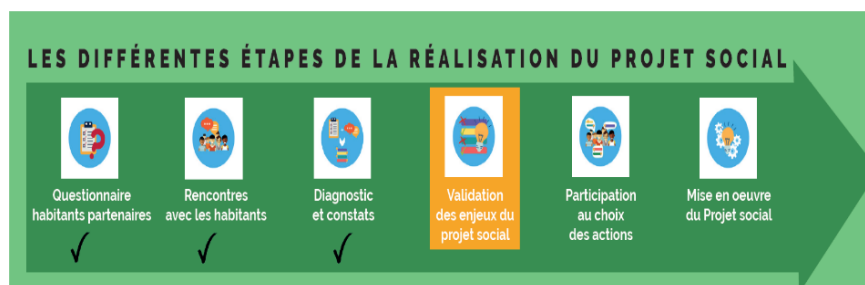 LES DIFFÉRENTES ÉTAPES DE LA RÉALISATION DU PROJET SOCIAL
Questionnaire
habitants partenaires
Rencontres
avec les habitants
Diagnostic
et constats
Validation
des enjeux du
projet social
Participation
au choix
des actions
Mise en oeuvre
du Projet social